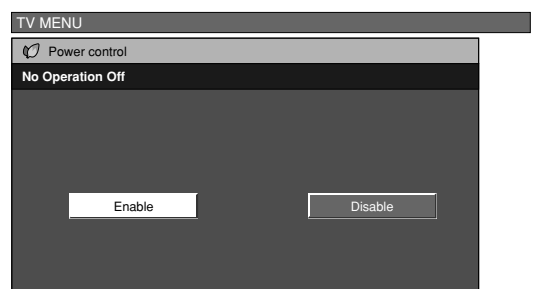 TV MENU
Power control
No Operation Off
Enable
Disable